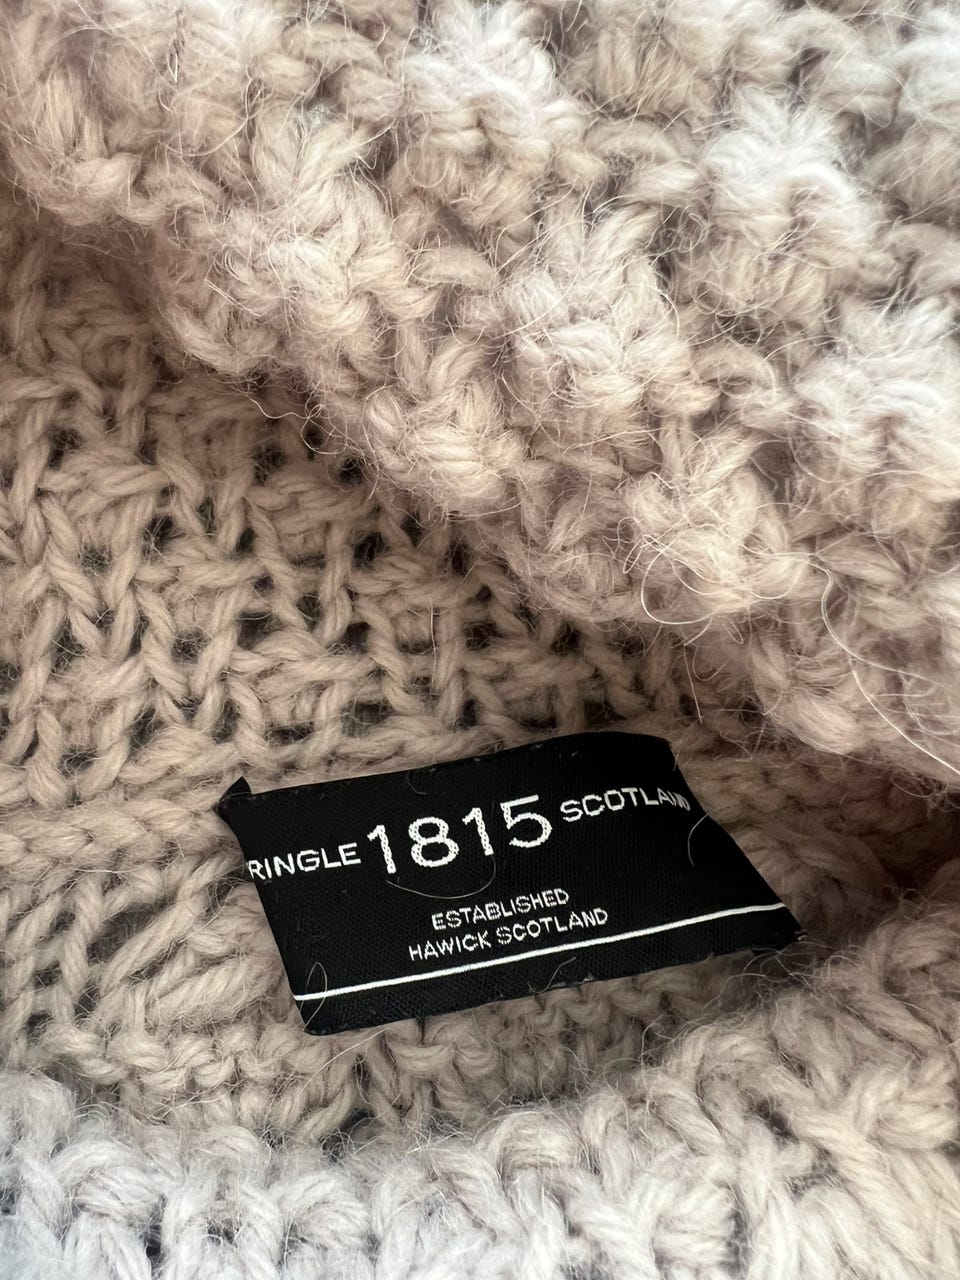 RINGLE 1815 SCOTLAND
ESTABLISHED
HAWICK SCOTLAND